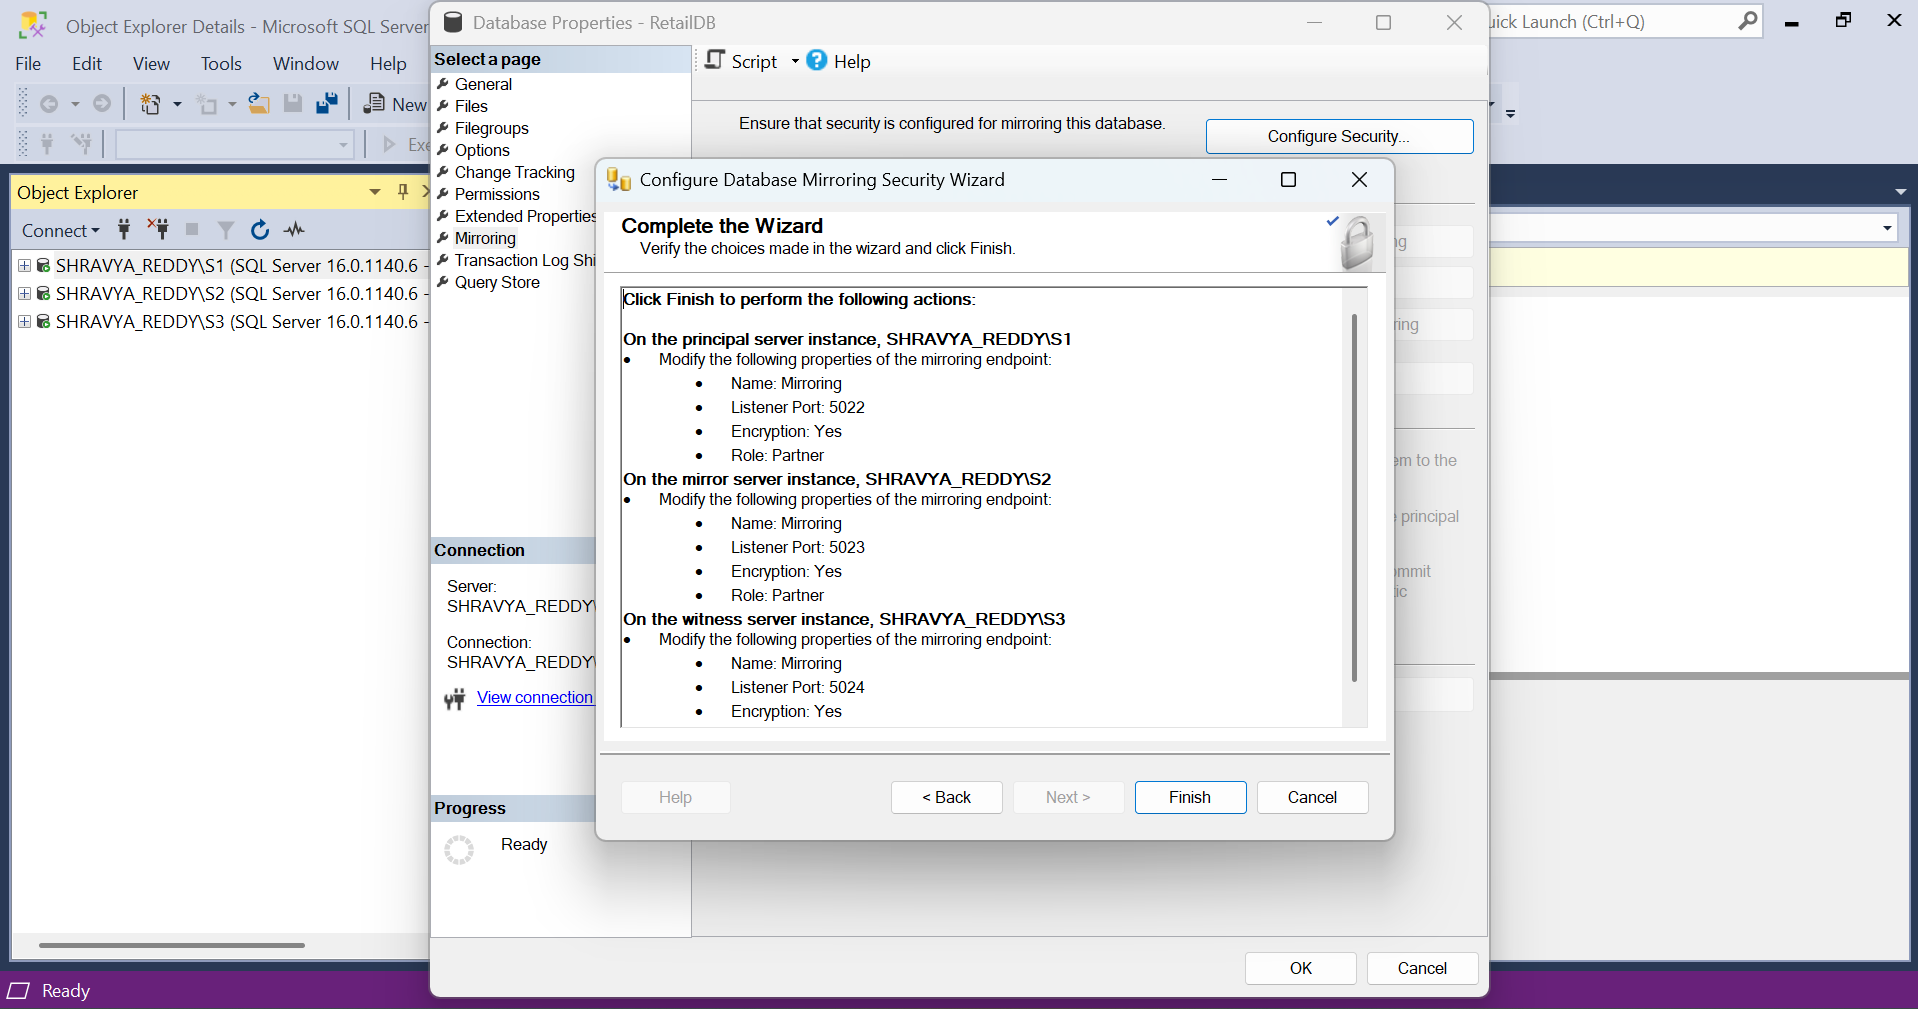 Object Explorer Details - Microsoft SQL Server
uick Launch (Ctrl+Q)
File Edit View Tools Window Help
New
Object Explorer
Connect
SHRAVYA_REDDY\S1 (SQL Server 16.0.1140.6 -
SHRAVYA_REDDY\S2 (SQL Server 16.0.1140.6 -
SHRAVYA_REDDY\S3 (SQL Server 16.0.1140.6 -
Database Properties - RetailDB
Select a page
General
Files
Filegroups
Options
Change Tracking
Permissions
Extended Properties
Mirroring
Transaction Log Shi
Query Store
Connection
Server:
SHRAVYA_REDDY\
Connection:
SHRAVYA_REDDY\
View connection
Progress
Ready
Script Help
Ensure that security is configured for mirroring this database.
Configure Security...
em to the
principal
ommit
Configure Database Mirroring Security Wizard
Complete the Wizard
Verify the choices made in the wizard and click Finish.
Click Finish to perform the following actions:
On the principal server instance, SHRAVYA_REDDY\S1
• Modify the following properties of the mirroring endpoint:
• Name: Mirroring
• Listener Port: 5022
• Encryption: Yes
• Role: Partner
On the mirror server instance, SHRAVYA_REDDY\S2
• Modify the following properties of the mirroring endpoint:
• Name: Mirroring
• Listener Port: 5023
• Encryption: Yes
• Role: Partner
On the witness server instance, SHRAVYA_REDDY\S3
• Modify the following properties of the mirroring endpoint:
• Name: Mirroring
• Listener Port: 5024
• Encryption: Yes
Help < Back Next > Finish Cancel
OK Cancel
Ready